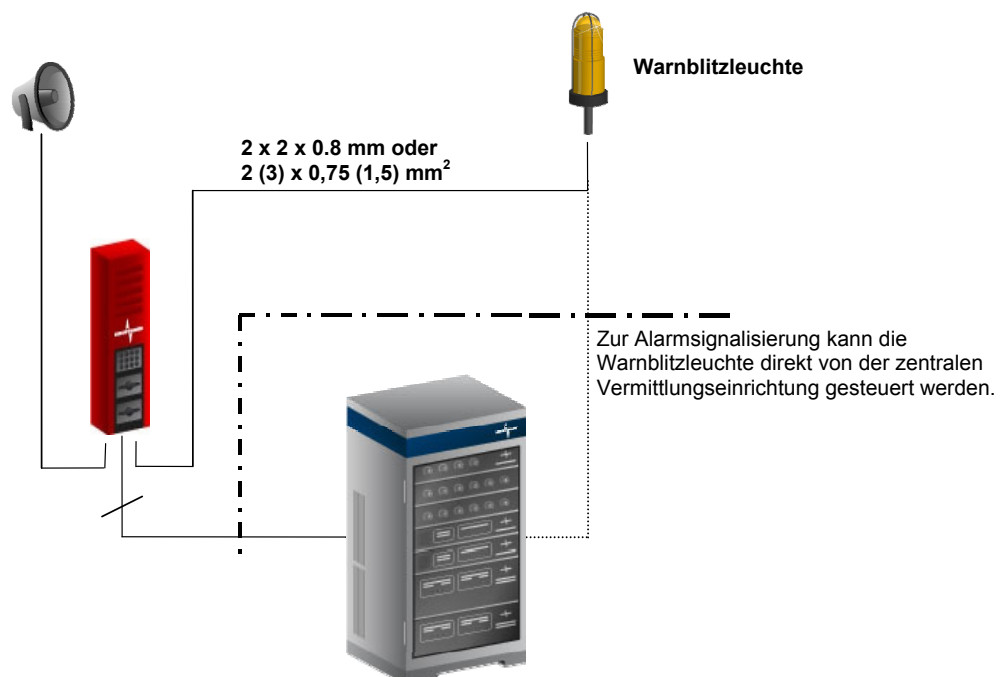 Warnblitzleuchte
2 x 2 x 0.8 mm oder
2 (3) x 0,75 (1,5) mm²
Zur Alarmsignalisierung kann die
Warnblitzleuchte direkt von der zentralen
Vermittlungseinrichtung gesteuert werden.